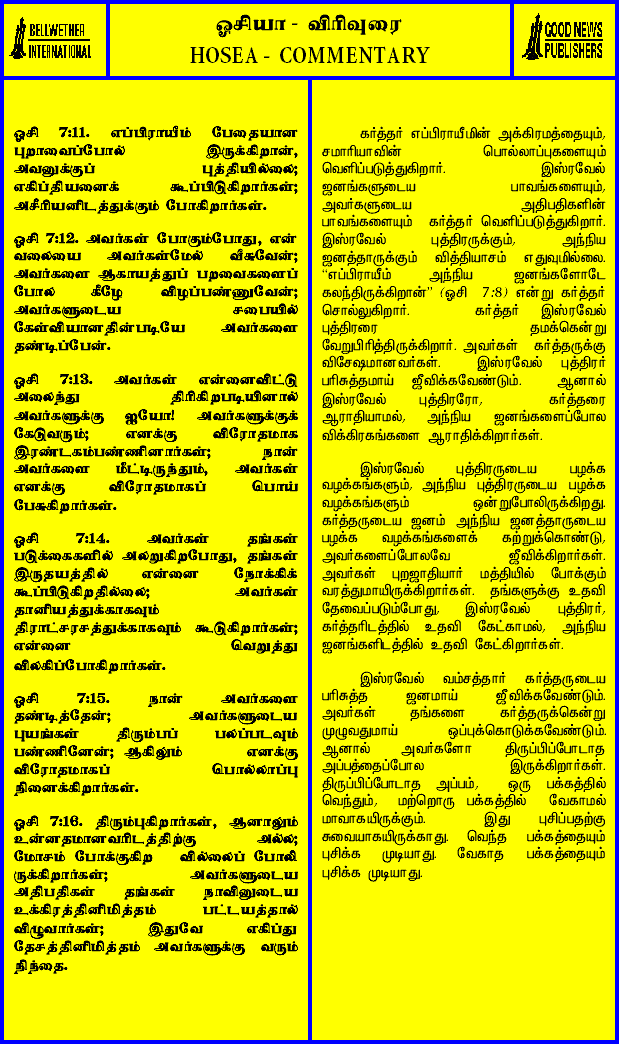 BELLWETHER
INTERNATIONAL
ஓசியா - விரிவுரை
HOSEA - COMMENTARY
GOOD NEWS
PUBLISHERS
ஓசி 7:11. எப்பிராயீம் பேதையான
புறாவைப்போல் இருக்கிறான்,
அவனுக்குப் புத்தியில்லை;
எகிப்தியனைக் கூப்பிடுகிறார்கள்;
அசீரியனிடத்துக்கும் போகிறார்கள்.
ஓசி 7:12. அவர்கள் போகும்போது, என்
வலையை அவர்கள்மேல் வீசுவேன்;
அவர்களை ஆகாயத்துப் பறவைகளைப்
போல கீழே விழப்பண்ணுவேன்;
அவர்களுடைய சபையில்
கேள்வியானதின்படியே அவர்களை
தண்டிப்பேன்.
ஓசி 7:13. அவர்கள் என்னைவிட்டு
அலைந்து திரிகிறபடியினால்
அவர்களுக்கு ஐயோ! அவர்களுக்குக்
கேடுவரும்; எனக்கு விரோதமாக
இரண்டகம்பண்ணினார்கள்; நான்
அவர்களை மீட்டிருந்தும், அவர்கள்
எனக்கு விரோதமாகப் பொய்
பேசுகிறார்கள்.
ஓசி 7:14. அவர்கள் தங்கள்
படுக்கைகளில் அலறுகிறபோது, தங்கள்
இருதயத்தில் என்னை நோக்கிக்
கூப்பிடுகிறதில்லை; அவர்கள்
தானியத்துக்காகவும்
திராட்சரசத்துக்காகவும் கூடுகிறார்கள்;
என்னை வெறுத்து
விலகிப்போகிறார்கள்.
ஓசி 7:15. நான் அவர்களை
தண்டித்தேன்; அவர்களுடைய
புயங்கள் திரும்பப் பலப்படவும்
பண்ணினேன்; ஆகிலும் எனக்கு
விரோதமாகப் பொல்லாப்பு
நினைக்கிறார்கள்.
ஓசி 7:16. திரும்புகிறார்கள், ஆனாலும்
உன்னதமானவரிடத்திற்கு அல்ல;
மோசம் போக்குகிற வில்லைப் போலி
ருக்கிறார்கள்; அவர்களுடைய
அதிபதிகள் தங்கள் நாவினுடைய
உக்கிரத்தினிமித்தம் பட்டயத்தால்
விழுவார்கள்; இதுவே எகிப்து
தேசத்தினிமித்தம் அவர்களுக்கு வரும்
நிந்தை.
கர்த்தர் எப்பிராயீமின் அக்கிரமத்தையும்,
சமாரியாவின் பொல்லாப்புகளையும்
வெளிப்படுத்துகிறார். இஸ்ரவேல்
ஜனங்களுடைய பாவங்களையும்,
அவர்களுடைய அதிபதிகளின்
பாவங்களையும் கர்த்தர் வெளிப்படுத்துகிறார்.
இஸ்ரவேல் புத்திரருக்கும், அந்நிய
ஜனத்தாருக்கும் வித்தியாசம் எதுவுமில்லை.
“எப்பிராயீம் அந்நிய ஜனங்களோடே
கலந்திருக்கிறான்” (ஓசி 7:8) என்று கர்த்தர்
சொல்லுகிறார். கர்த்தர் இஸ்ரவேல்
புத்திரரை தமக்கென்று
வேறுபிரித்திருக்கிறார். அவர்கள் கர்த்தருக்கு
விசேஷமானவர்கள். இஸ்ரவேல் புத்திரர்
பரிசுத்தமாய் ஜீவிக்கவேண்டும். ஆனால்
இஸ்ரவேல் புத்திரரோ, கர்த்தரை
ஆராதியாமல், அந்நிய ஜனங்களைப்போல
விக்கிரகங்களை ஆராதிக்கிறார்கள்.
இஸ்ரவேல் புத்திரருடைய பழக்க
வழக்கங்களும், அந்நிய புத்திரருடைய பழக்க
வழக்கங்களும் ஒன்றுபோலிருக்கிறது.
கர்த்தருடைய ஜனம் அந்நிய ஜனத்தாருடைய
பழக்க வழக்கங்களைக் கற்றுக்கொண்டு,
அவர்களைப்போலவே ஜீவிக்கிறார்கள்.
அவர்கள் புறஜாதியார் மத்தியில் போக்கும்
வரத்துமாயிருக்கிறார்கள். தங்களுக்கு உதவி
தேவைப்படும்போது, இஸ்ரவேல் புத்திரர்,
கர்த்தரிடத்தில் உதவி கேட்காமல், அந்நிய
ஜனங்களிடத்தில் உதவி கேட்கிறார்கள்.
இஸ்ரவேல் வம்சத்தார் கர்த்தருடைய
பரிசுத்த ஜனமாய் ஜீவிக்கவேண்டும்.
அவர்கள் தங்களை கர்த்தருக்கென்று
முழுவதுமாய் ஒப்புக்கொடுக்கவேண்டும்.
ஆனால் அவர்களோ திருப்பிப்போடாத
அப்பத்தைப்போல இருக்கிறார்கள்.
திருப்பிப்போடாத அப்பம், ஒரு பக்கத்தில்
வெந்தும், மற்றொரு பக்கத்தில் வேகாமல்
மாவாகயிருக்கும். இது புசிப்பதற்கு
சுவையாகயிருக்காது. வெந்த பக்கத்தையும்
புசிக்க முடியாது. வேகாத பக்கத்தையும்
புசிக்க முடியாது.